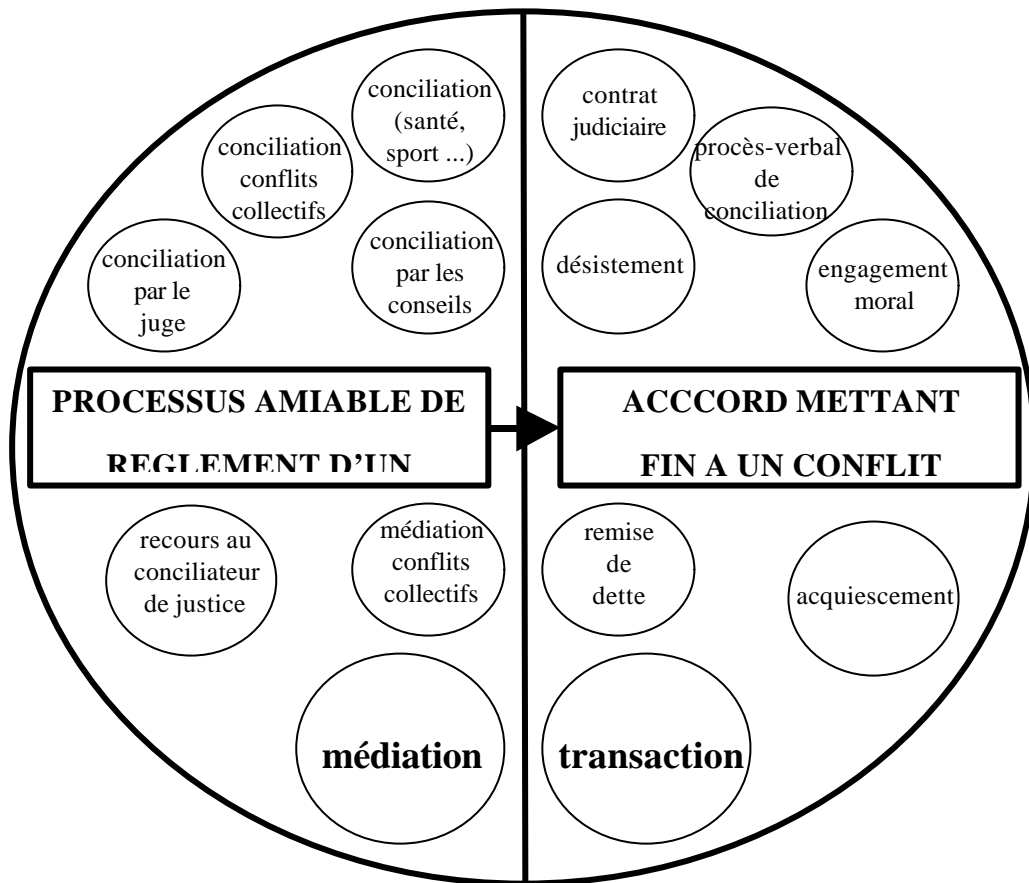 conciliation
(santé,
sport ...)
conciliation
conflits
collectifs
conciliation
par le
juge
conciliation
par les
conseils
PROCESSUS AMIABLE DE
REGLEMENT D’UN
recours au
conciliateur
de justice
médiation
conflits
collectifs
médiation
contrat
judiciaire
procès-verbal
de
conciliation
désistement
engagement
moral
ACCCORD METTANT
FIN A UN CONFLIT
remise
de
dette
acquiescement
transaction